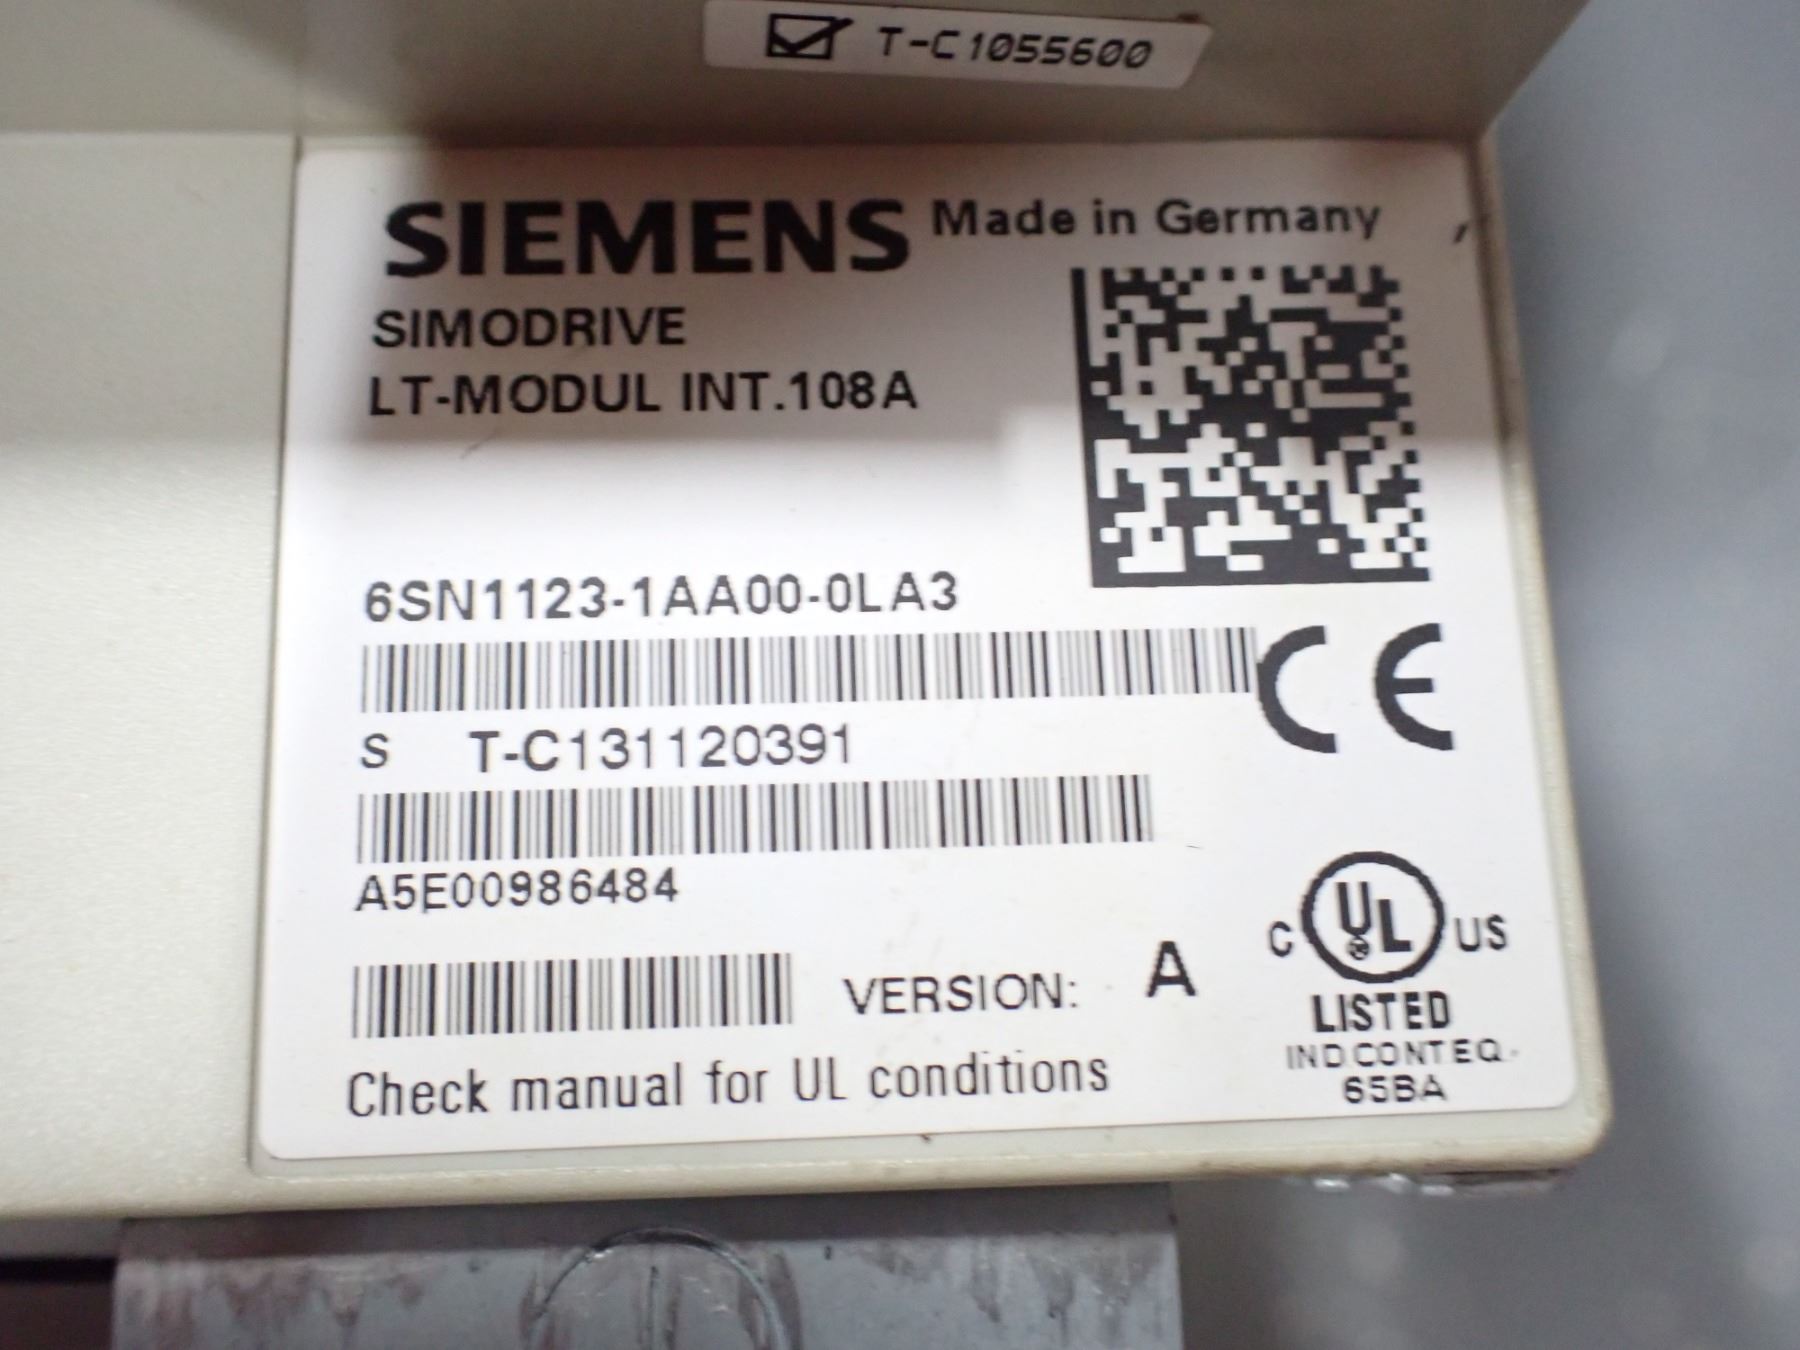 T-C1055600
SIEMENS Made in Germany
SIMODRIVE
LT-MODUL INT.108A
6SN1123-1AA00-0LA3
CE
S T-C131120391
A5E00986484
C UL US
LISTED
IND.CONT.EQ.
65BA
VERSION: A
Check manual for UL conditions